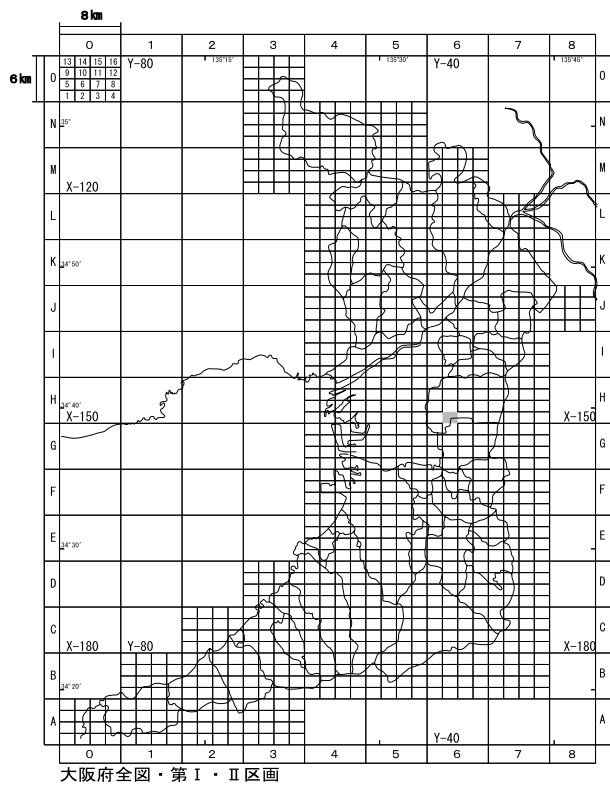 8㎞
0 1 2 3 4 5 6 7 8
Y-80 135°15' 135°30' Y-40 135°45'
6㎞
13 14 15 16
9 10 11 12
5 6 7 8
1 2 3 4
O O
N 35° N
M M
X-120
L L
K 34°50' K
J J
I I
H 34°40' H
X-150 X-150
G G
F F
E 34°30' E
D D
C C
X-180 Y-80 X-180
B 34°20' B
A A
Y-40
0 1 2 3 4 5 6 7 8
大阪府全図・第Ⅰ・Ⅱ区画